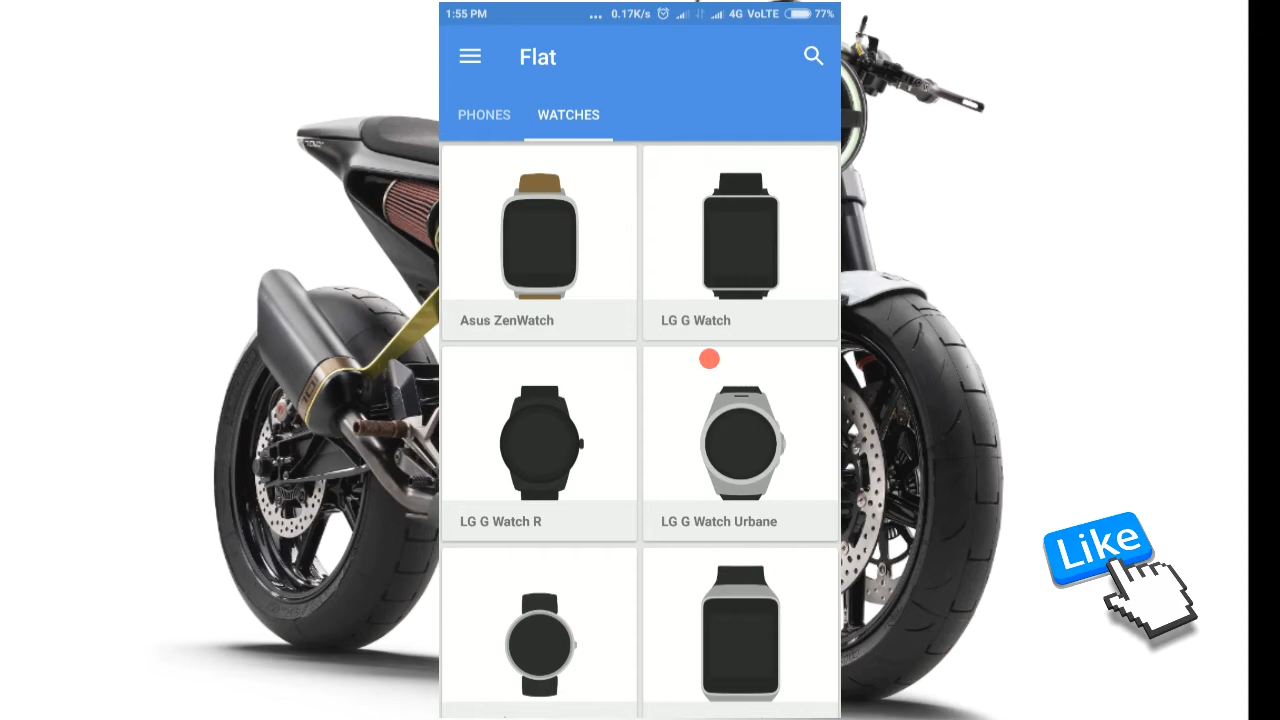 1:55 PM ... 0.17K/s 4G VoLTE 77%
Flat
PHONES WATCHES
Asus ZenWatch
LG G Watch
LG G Watch R
LG G Watch Urbane
Like